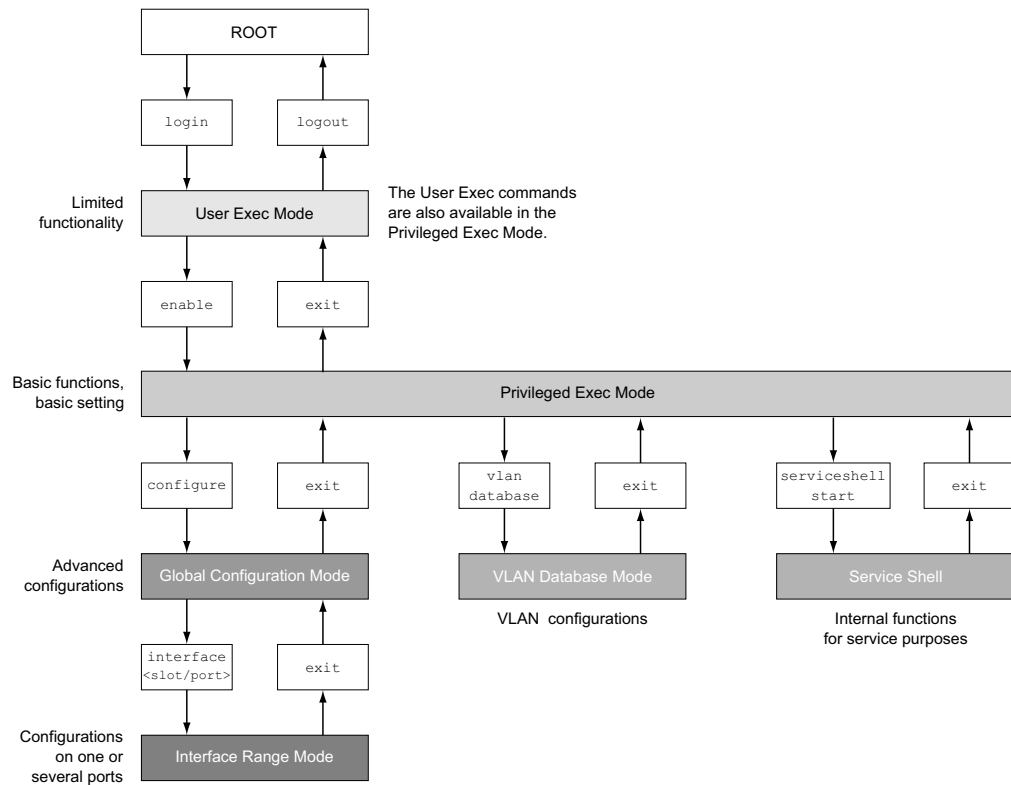 ROOT
login
logout
Limited
functionality
User Exec Mode
The User Exec commands
are also available in the
Privileged Exec Mode.
enable
exit
Basic functions,
basic setting
Privileged Exec Mode
configure
exit
vlan
database
exit
serviceshell
start
exit
Advanced
configurations
Global Configuration Mode
VLAN Database Mode
Service Shell
VLAN configurations
Internal functions
for service purposes
interface
<slot/port>
exit
Configurations
on one or
several ports
Interface Range Mode